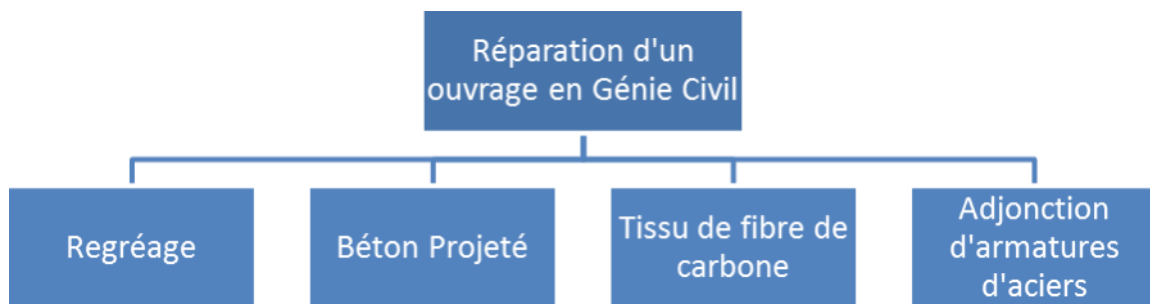 Réparation d'un
ouvrage en Génie Civil
Regréage
Béton Projeté
Tissu de fibre de
carbone
Adjonction
d'armatures
d'aciers